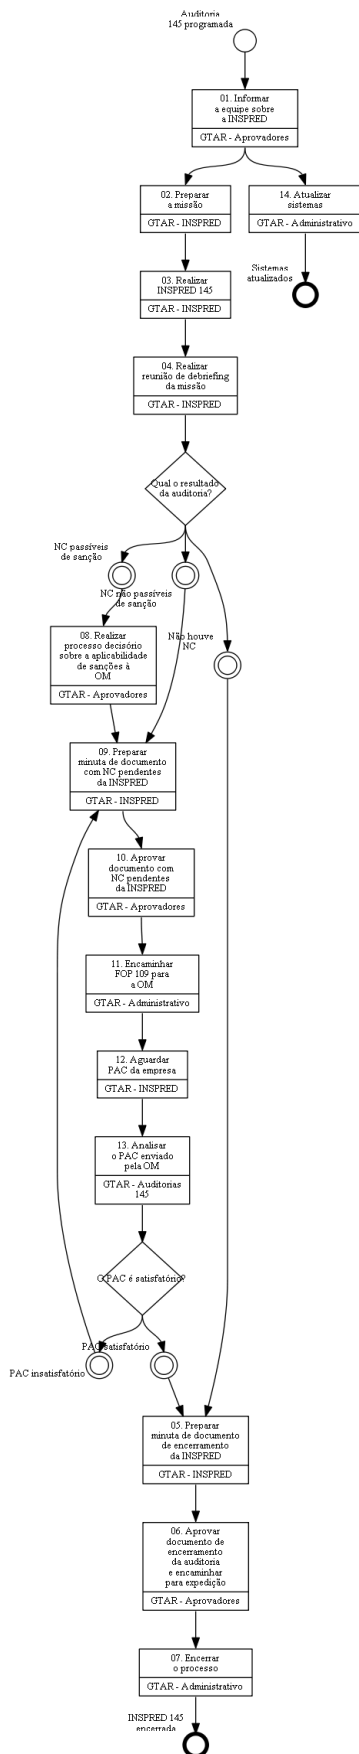 Auditoria
145 programada
01. Informar
a equipe sobre
a INSPRED
GTAR - Aprovadores
02. Preparar
a missão
GTAR - INSPRED
14. Atualizar
sistemas
GTAR - Administrativo
03. Realizar
INSPRED 145
GTAR - INSPRED
Sistemas
atualizados
04. Realizar
reunião de debriefing
da missão
GTAR - INSPRED
Qual o resultado
da auditoria?
NC passíveis
de sanção
NC não passíveis
de sanção
Não houve
NC
08. Realizar
processo decisório
sobre a aplicabilidade
de sanções à
OM
GTAR - Aprovadores
09. Preparar
minuta de documento
com NC pendentes
da INSPRED
GTAR - INSPRED
10. Aprovar
documento com
NC pendentes
da INSPRED
GTAR - Aprovadores
11. Encaminhar
FOP 109 para
a OM
GTAR - Administrativo
12. Aguardar
PAC da empresa
GTAR - INSPRED
13. Analisar
o PAC enviado
pela OM
GTAR - Auditorias
145
O PAC é satisfatório?
PAC satisfatório
PAC insatisfatório
05. Preparar
minuta de documento
de encerramento
da INSPRED
GTAR - INSPRED
06. Aprovar
documento de
encerramento
da auditoria
e encaminhar
para expedição
GTAR - Aprovadores
07. Encerrar
o processo
GTAR - Administrativo
INSPRED 145
encerrada